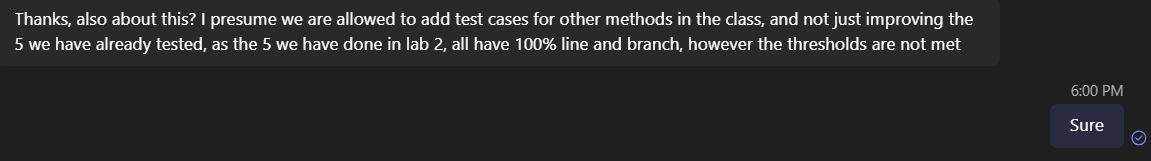 Thanks, also about this? I presume we are allowed to add test cases for other methods in the class, and not just improving the
5 we have already tested, as the 5 we have done in lab 2, all have 100% line and branch, however the thresholds are not met
6:00 PM
Sure